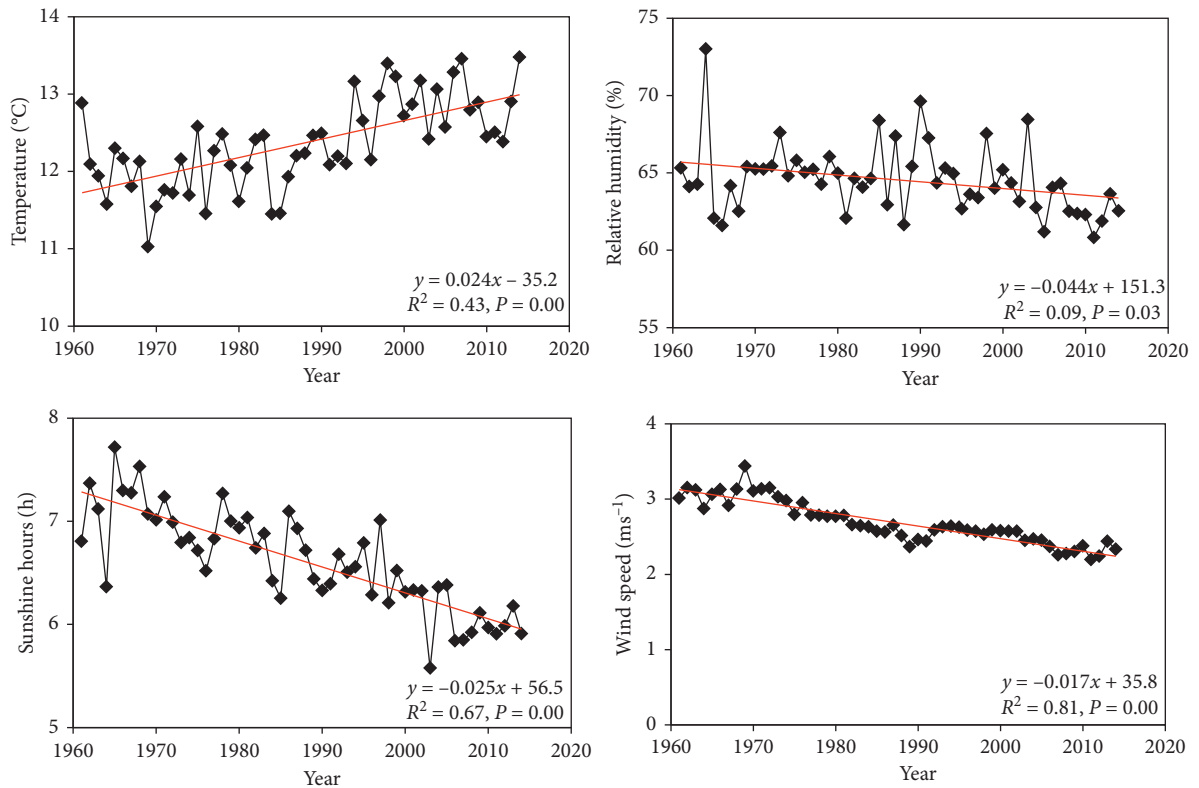 14
13
12
11
10
Temperature (°C)
1960 1970 1980 1990 2000 2010 2020
Year
y = 0.024x – 35.2
R² = 0.43, P = 0.00
75
70
65
60
55
Relative humidity (%)
1960 1970 1980 1990 2000 2010 2020
Year
y = –0.044x + 151.3
R² = 0.09, P = 0.03
8
7
6
5
Sunshine hours (h)
1960 1970 1980 1990 2000 2010 2020
Year
y = –0.025x + 56.5
R² = 0.67, P = 0.00
4
3
2
1
0
Wind speed (ms⁻¹)
1960 1970 1980 1990 2000 2010 2020
Year
y = –0.017x + 35.8
R² = 0.81, P = 0.00